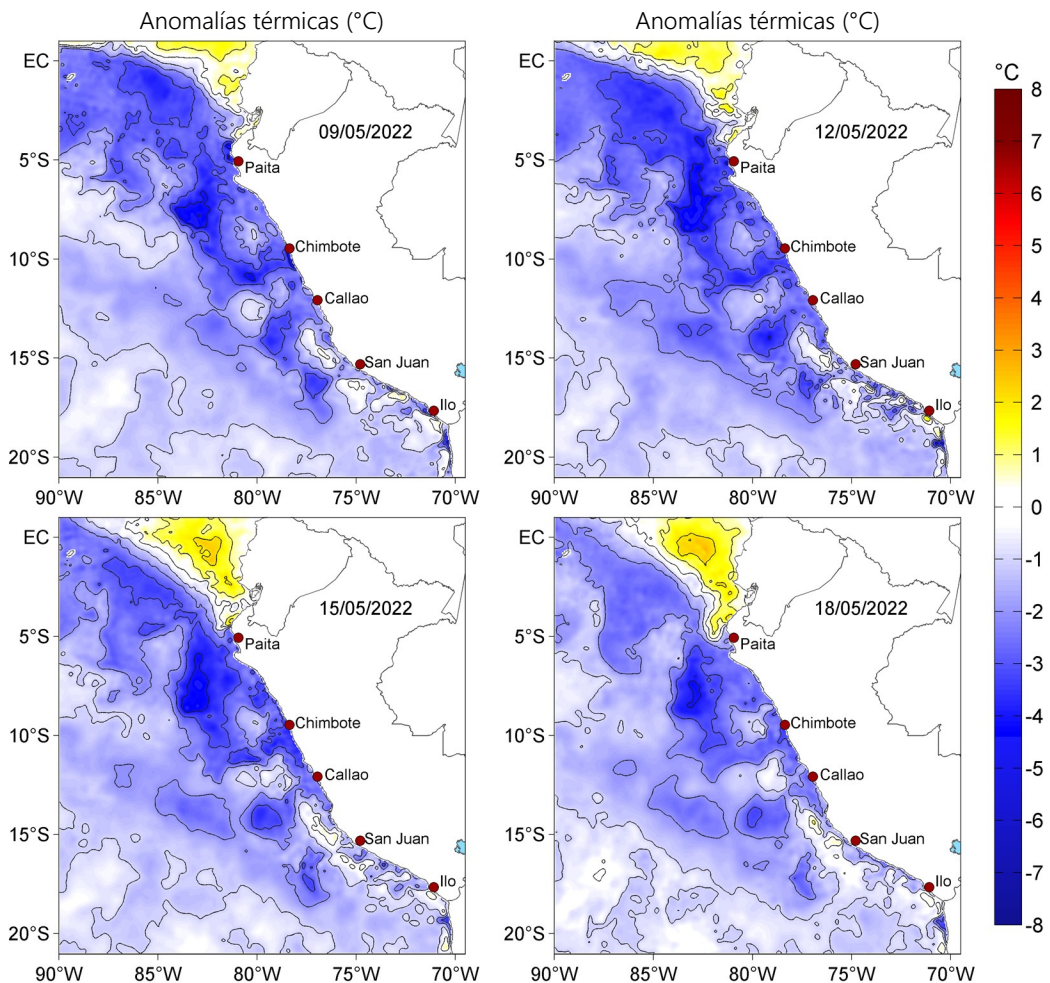 Anomalías térmicas (°C)
Anomalías térmicas (°C)
°C
8
7
6
5
4
3
2
1
0
-1
-2
-3
-4
-5
-6
-7
-8
EC
5°S
10°S
15°S
20°S
09/05/2022
Paita
Chimbote
Callao
San Juan
Ilo
90°W
85°W
80°W
75°W
70°W
12/05/2022
Paita
Chimbote
Callao
San Juan
Ilo
90°W
85°W
80°W
75°W
70°W
EC
5°S
10°S
15°S
20°S
15/05/2022
Paita
Chimbote
Callao
San Juan
Ilo
90°W
85°W
80°W
75°W
70°W
EC
5°S
10°S
15°S
20°S
18/05/2022
Paita
Chimbote
Callao
San Juan
Ilo
90°W
85°W
80°W
75°W
70°W
EC
5°S
10°S
15°S
20°S